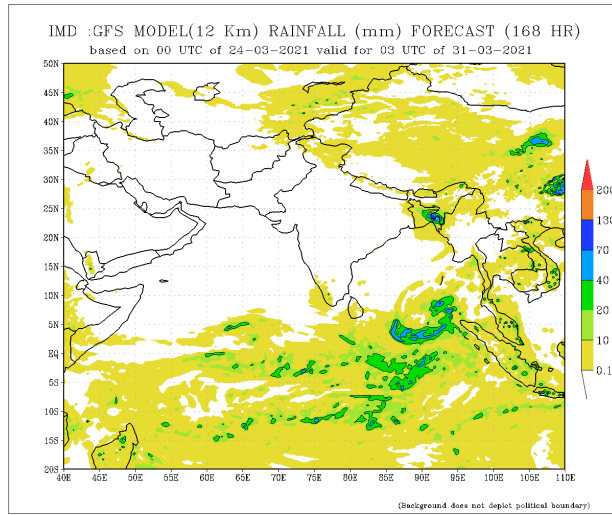 IMD :GFS MODEL(12 Km) RAINFALL (mm) FORECAST (168 HR)
based on 00 UTC of 24-03-2021 valid for 03 UTC of 31-03-2021
50N
45N
40N
35N
30N
25N
20N
15N
10N
5N
EQ
5S
10S
15S
20S
40E 45E 50E 55E 60E 65E 70E 75E 80E 85E 90E 95E 100E 105E 110E
200
130
70
40
20
10
0.1
(Background does not depict political boundary)